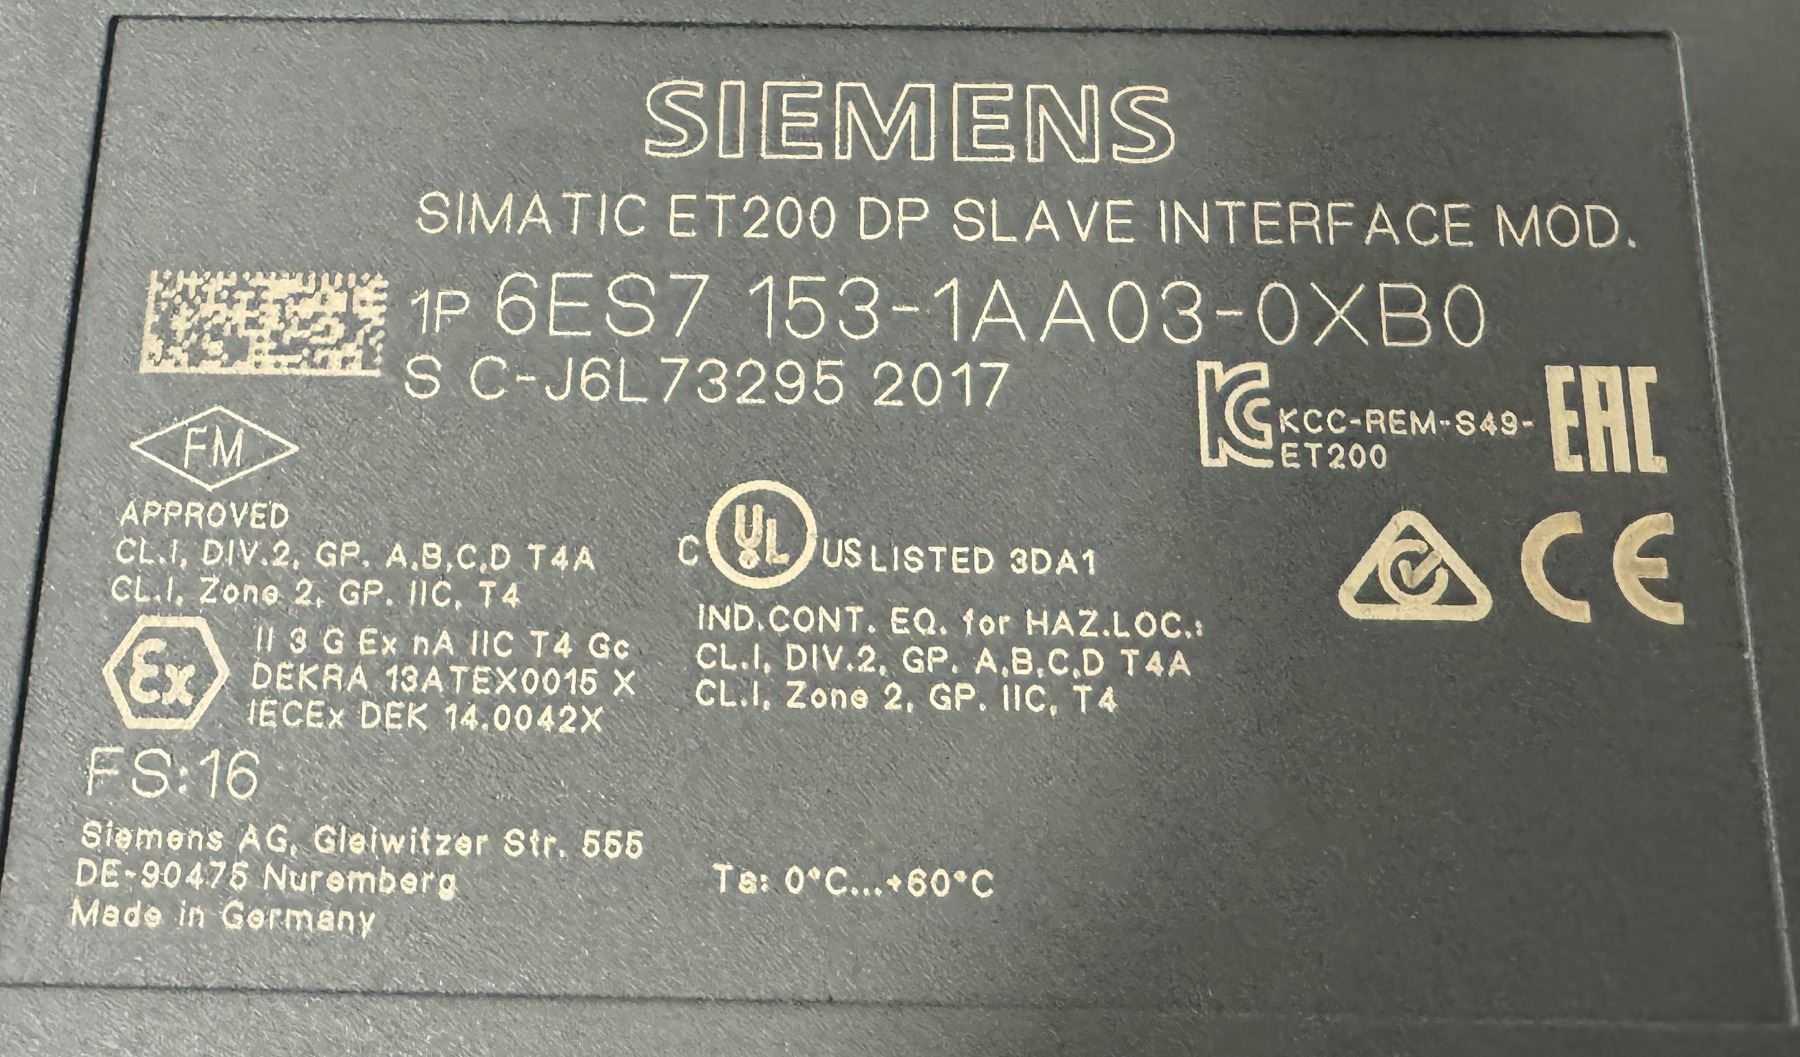 SIEMENS
SIMATIC ET200 DP SLAVE INTERFACE MOD.
1P 6ES7 153-1AA03-0XB0
S C-J6L73295 2017
KCC-REM-S49-
ET200
EAC
FM
APPROVED
CL.I, DIV.2, GP. A,B,C,D T4A
CL.I, Zone 2, GP. IIC, T4
C UL US LISTED 3DA1
IND.CONT. EQ. for HAZ.LOC.:
CL.I, DIV.2, GP. A,B,C,D T4A
CL.I, Zone 2, GP. IIC, T4
CE
Ex
II 3 G Ex nA IIC T4 Gc
DEKRA 13ATEX0015 X
IECEx DEK 14.0042X
FS:16
Siemens AG, Gleiwitzer Str. 555
DE-90475 Nuremberg
Made in Germany
Ta: 0°C...+60°C